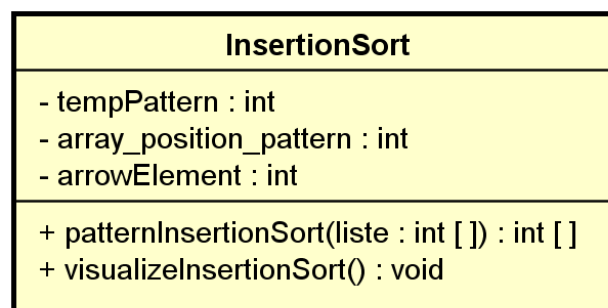 InsertionSort
- tempPattern : int
- array_position_pattern : int
- arrowElement : int
+ patternInsertionSort(liste : int [ ]) : int [ ]
+ visualizeInsertionSort() : void